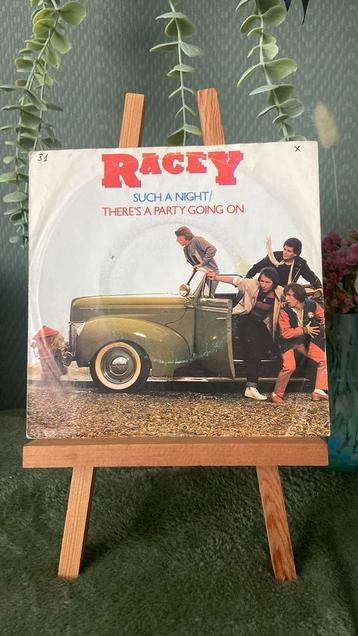 31
x
RACEY
SUCH A NIGHT/
THERE'S A PARTY GOING ON